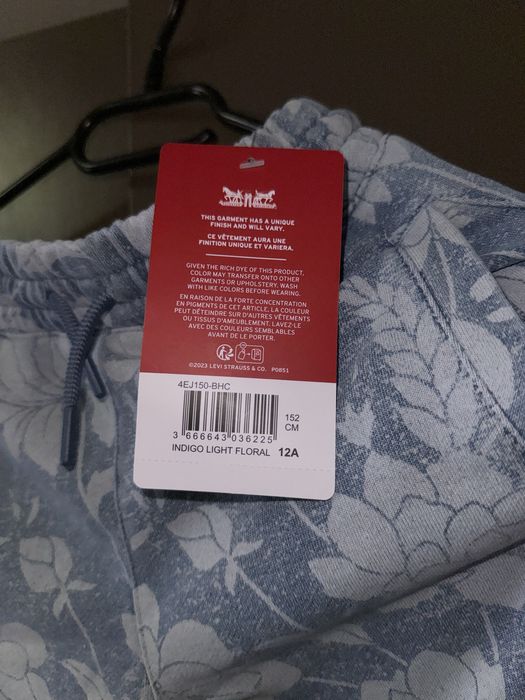 THIS GARMENT HAS A UNIQUE
FINISH AND WILL VARY.
CE VÊTEMENT AURA UNE
FINITION UNIQUE ET VARIERA.
GIVEN THE RICH DYE OF THIS PRODUCT,
COLOR MAY TRANSFER ONTO OTHER
GARMENTS OR UPHOLSTERY. WASH
WITH LIKE COLORS BEFORE WEARING.
EN RAISON DE LA FORTE CONCENTRATION
EN PIGMENTS DE CET ARTICLE, LA COULEUR
PEUT DÉTEINDRE SUR D'AUTRES VÊTEMENTS
OU TISSUS D'AMEUBLEMENT. LAVEZ-LE
AVEC DES COULEURS SEMBLABLES
AVANT DE LE PORTER.
©2023 LEVI STRAUSS & CO. P0851
4EJ150-BHC
152
CM
3 666643 036225
INDIGO LIGHT FLORAL 12A